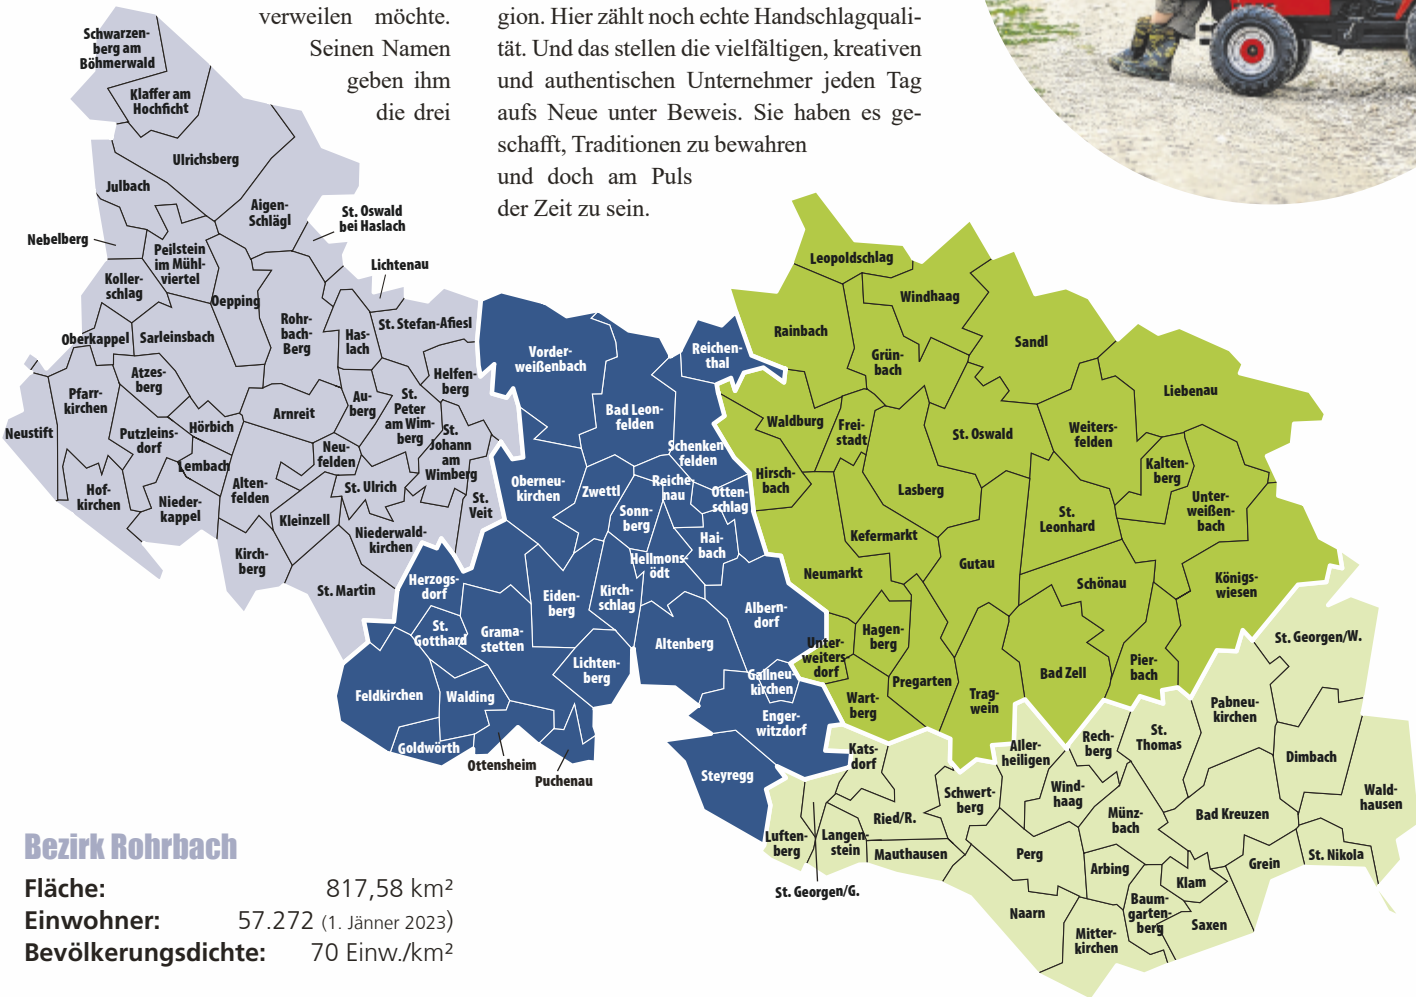 verweilen möchte.
Seinen Namen
geben ihm
die drei
gion. Hier zählt noch echte Handschlagquali-
tät. Und das stellen die vielfältigen, kreativen
und authentischen Unternehmer jeden Tag
aufs Neue unter Beweis. Sie haben es ge-
schafft, Traditionen zu bewahren
und doch am Puls
der Zeit zu sein.
Schwarzen-
berg am
Böhmerwald
Klaffer am
Hochficht
Ulrichsberg
Julbach
Aigen-
Schlägl
St. Oswald
bei Haslach
Nebelberg
Peilstein
im Mühl-
viertel
Lichtenau
Koller-
schlag
Oepping
Oberkappel
Sarleinsbach
Rohr-
bach-
Berg
Has-
lach
St. Stefan-Afiesl
Atzes-
berg
Helfen-
berg
Pfarr-
kirchen
Au-
berg
St.
Peter
am Wim-
berg
Arnreit
Hörbich
Neustift
Putzleins-
dorf
St.
Johann
am
Wimberg
Neu-
felden
Lembach
Hof-
kirchen
Alten-
felden
St. Ulrich
Nieder-
kappel
St.
Veit
Kleinzell
Niederwald-
kirchen
Kirch-
berg
St. Martin
Vorder-
weißenbach
Reichen-
thal
Bad Leon-
felden
Schenken
felden
Oberneu-
kirchen
Zwettl
Reiche
nau
Otten-
schlag
Sonn-
berg
Hai-
bach
Hellmons-
ödt
Herzogs-
dorf
Eiden-
berg
Kirch-
schlag
Albern-
dorf
St.
Gotthard
Grama-
stetten
Altenberg
Lichten-
berg
Gallneu-
kirchen
Feldkirchen
Walding
Enger-
witzdorf
Goldwörth
Ottensheim
Puchenau
Steyregg
Leopoldschlag
Windhaag
Rainbach
Grün-
bach
Sandl
Liebenau
Waldburg
Frei-
stadt
St. Oswald
Weiters-
felden
Hirsch-
bach
Kalten-
berg
Lasberg
Unter-
weißen-
bach
St.
Leonhard
Kefermarkt
Neumarkt
Gutau
Schönau
Königs-
wiesen
Hagen-
berg
Unter-
weiters-
dorf
Pregarten
Bad Zell
Pier-
bach
Wart-
berg
Trag-
wein
St. Georgen/W.
Pabneu-
kirchen
St.
Thomas
Rech-
berg
Aller-
heiligen
Kats-
dorf
Dimbach
Wind-
haag
Schwert-
berg
Wald-
hausen
Bad Kreuzen
Münz-
bach
Ried/R.
Luften-
berg
Langen-
stein
Mauthausen
Perg
St. Nikola
Grein
Arbing
Klam
St. Georgen/G.
Naarn
Baum-
garten-
berg
Saxen
Mitter-
kirchen
Bezirk Rohrbach
Fläche: 817,58 km²
Einwohner: 57.272 (1. Jänner 2023)
Bevölkerungsdichte: 70 Einw./km²